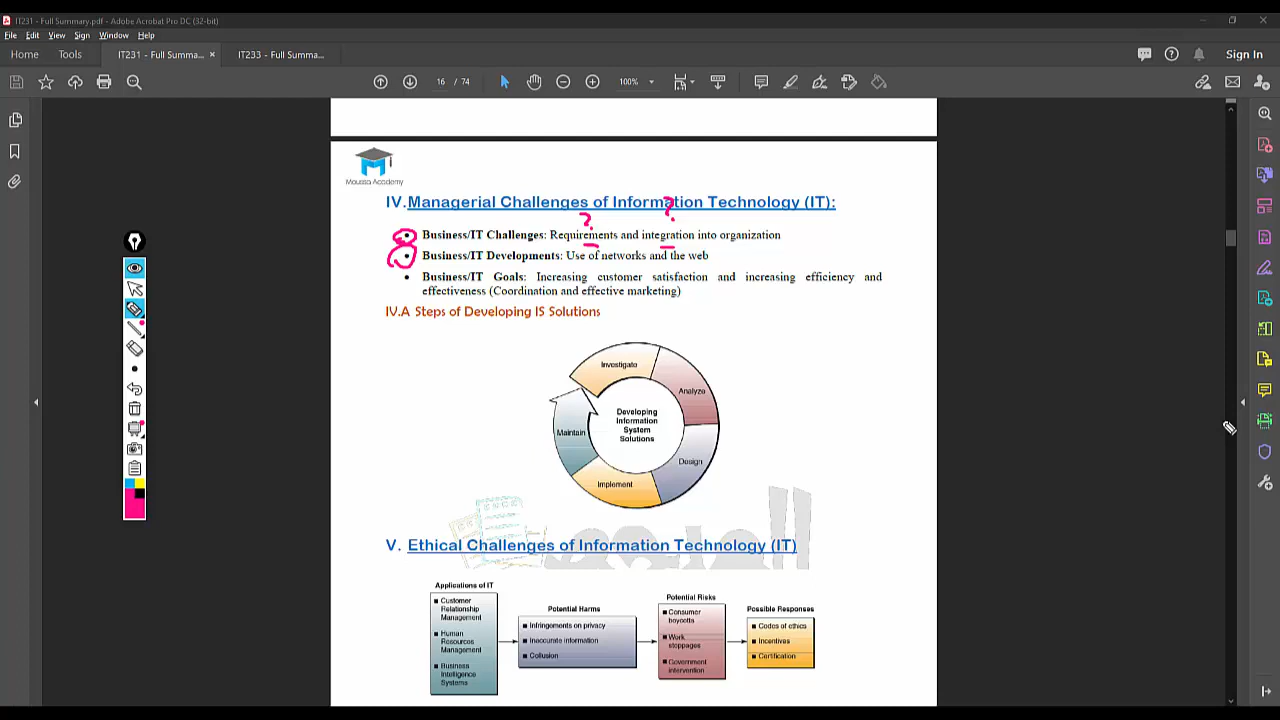 IT231 - Full Summary.pdf - Adobe Acrobat Pro DC (32-bit)
File Edit View Sign Window Help
Home Tools IT231 - Full Summa... × IT233 - Full Summa... Sign In
16 / 74 100%
Moussa Academy
IV. Managerial Challenges of Information Technology (IT):
? ?
• Business/IT Challenges: Requirements and integration into organization
• Business/IT Developments: Use of networks and the web
• Business/IT Goals: Increasing customer satisfaction and increasing efficiency and
effectiveness (Coordination and effective marketing)
IV.A Steps of Developing IS Solutions
Investigate
Analyze
Developing
Information
System
Solutions
Maintain
Design
Implement
V. Ethical Challenges of Information Technology (IT)
Applications of IT
Customer
Relationship
Management
Human
Resources
Management
Business
Intelligence
Systems
Potential Harms
Infringements on privacy
Inaccurate information
Collusion
Potential Risks
Consumer
boycotts
Work
stoppages
Government
intervention
Possible Responses
Codes of ethics
Incentives
Certification